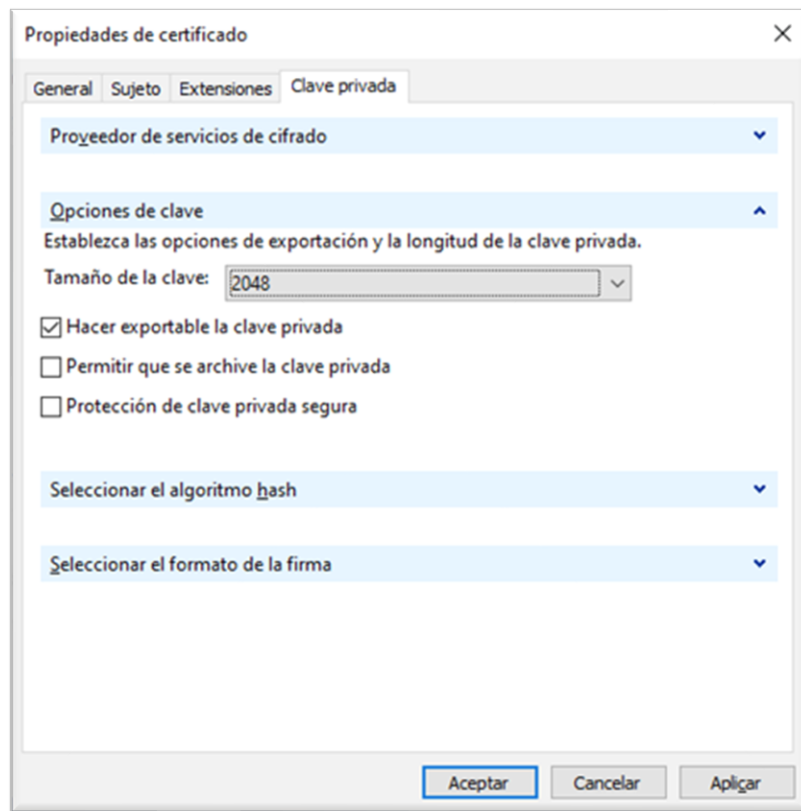 Propiedades de certificado
General Sujeto Extensiones Clave privada
Proveedor de servicios de cifrado
Opciones de clave
Establezca las opciones de exportación y la longitud de la clave privada.
Tamaño de la clave: 2048
Hacer exportable la clave privada
Permitir que se archive la clave privada
Protección de clave privada segura
Seleccionar el algoritmo hash
Seleccionar el formato de la firma
Aceptar Cancelar Aplicar